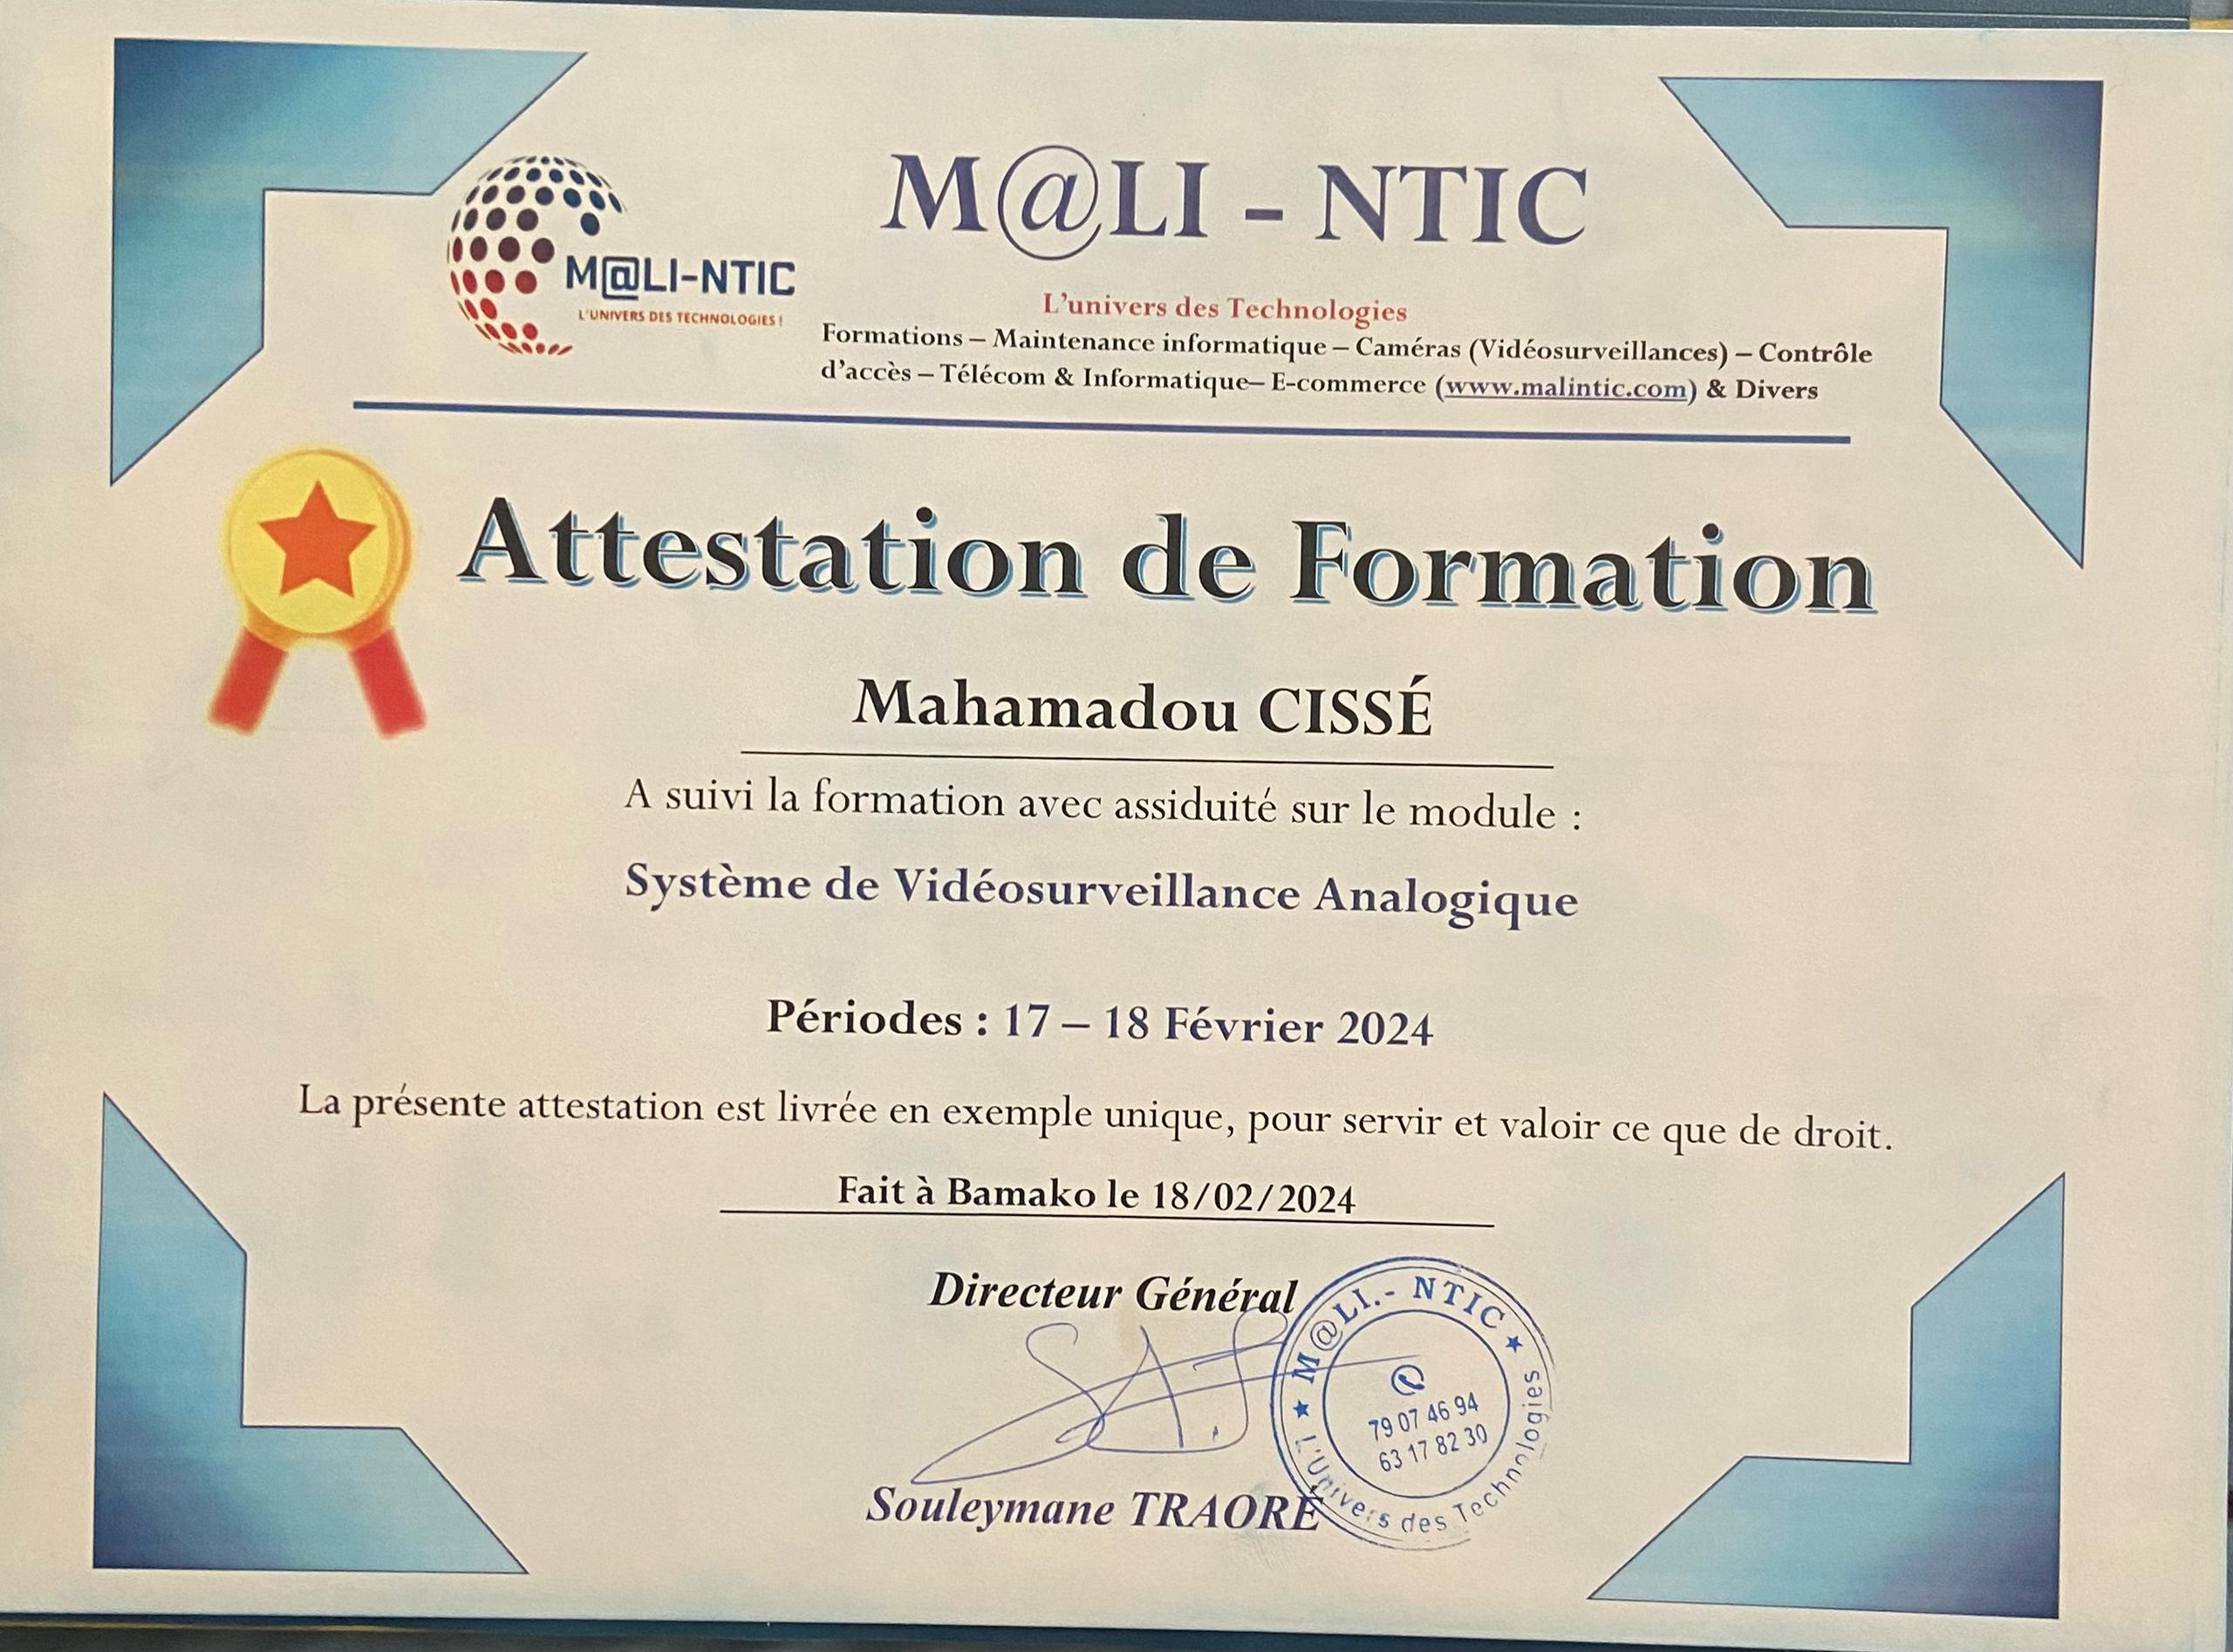 M@LI-NTIC
L'UNIVERS DES TECHNOLOGIES !
M@LI - NTIC
L'univers des Technologies
Formations – Maintenance informatique – Caméras (Vidéosurveillances) – Contrôle
d'accès – Télécom & Informatique– E-commerce (www.malintic.com) & Divers
Attestation de Formation
Mahamadou CISSÉ
A suivi la formation avec assiduité sur le module :
Système de Vidéosurveillance Analogique
Périodes : 17 – 18 Février 2024
La présente attestation est livrée en exemple unique, pour servir et valoir ce que de droit.
Fait à Bamako le 18/02/2024
Directeur Général
M@LI.- NTIC
79 07 46 94
63 17 82 30
L'Univers des Technologies
Souleymane TRAORÉ